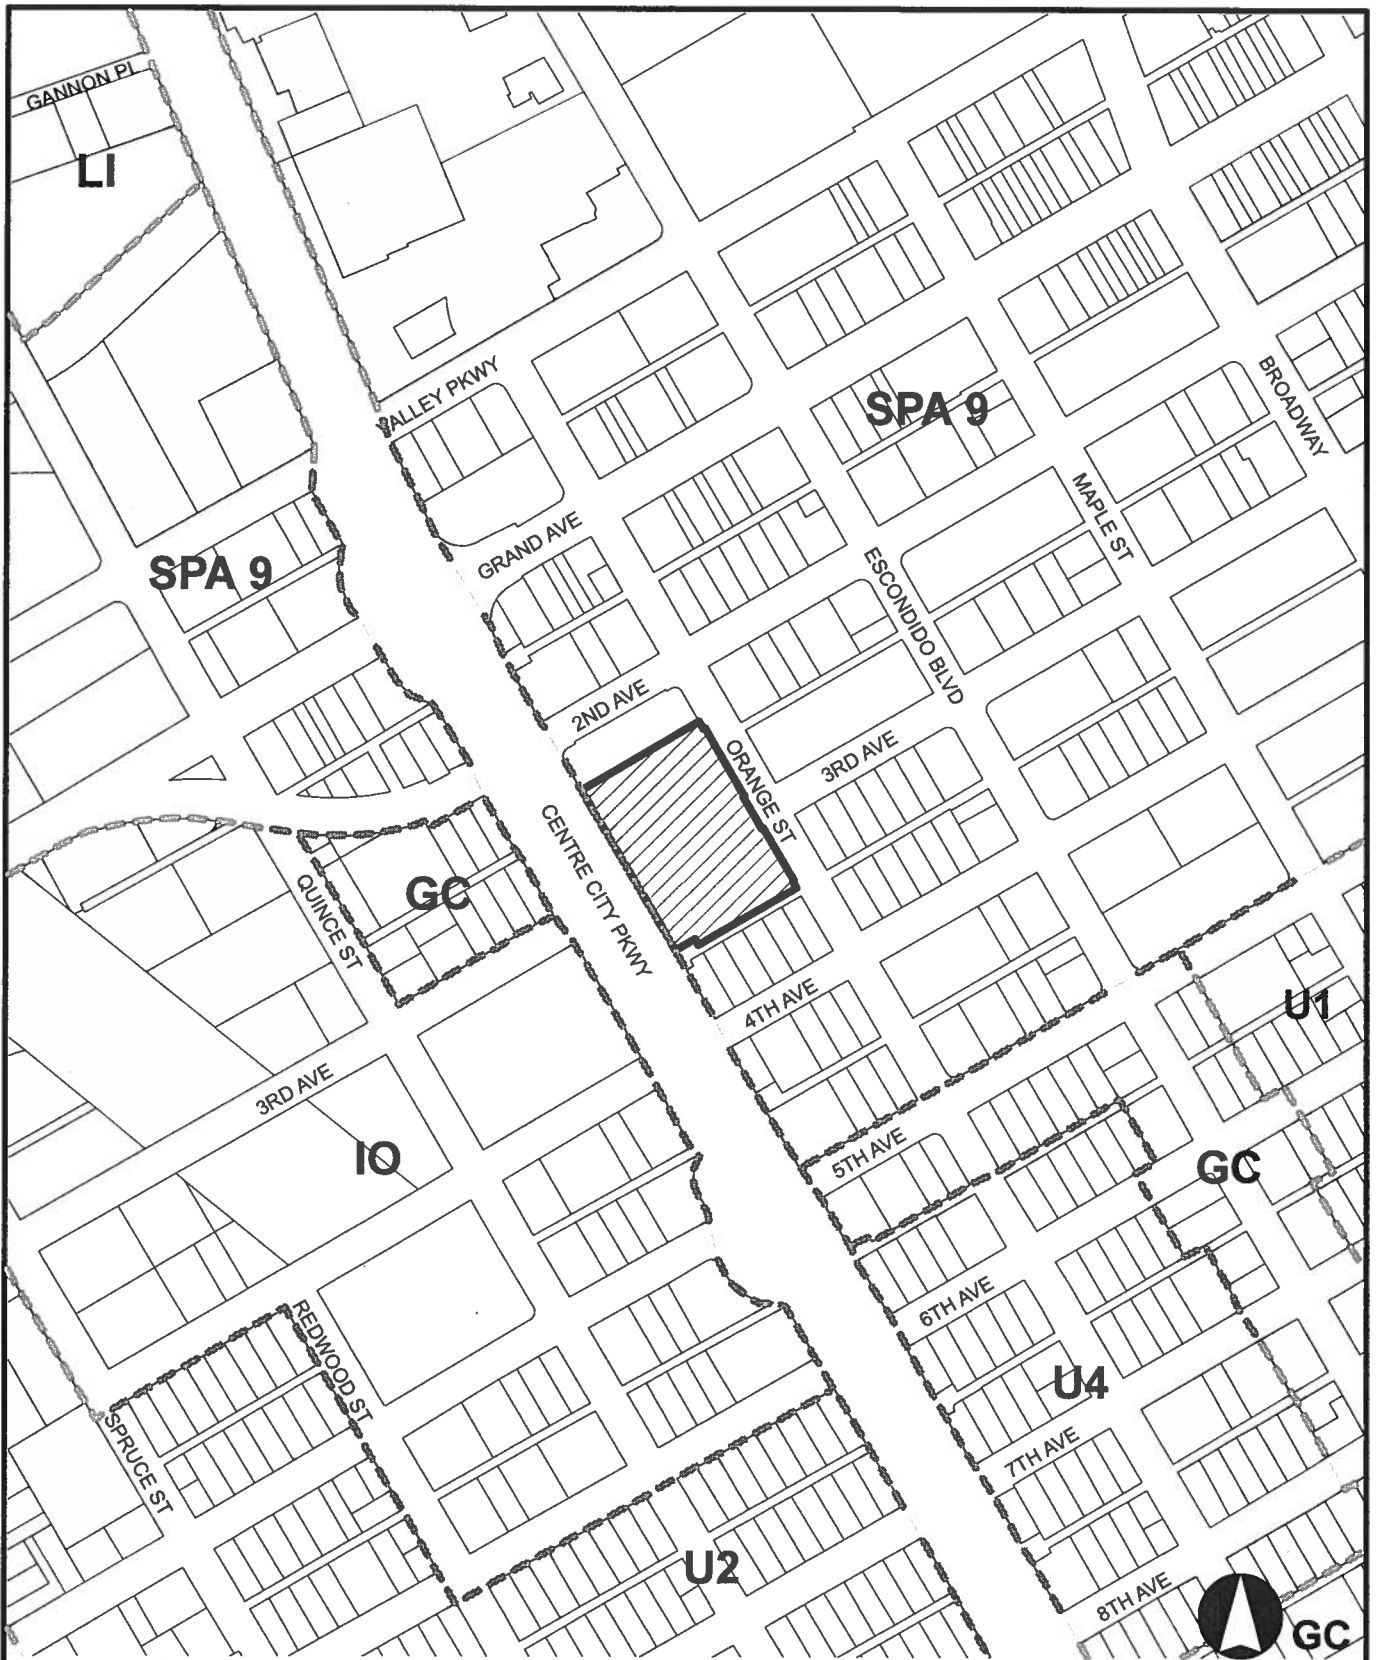 GANNON PL
LI
VALLEY PKWY
BROADWAY
SPA 9
MAPLE ST
GRAND AVE
SPA 9
ESCONDIDO BLVD
2ND AVE
ORANGE ST
3RD AVE
CENTRE CITY PKWY
GC
QUINCE ST
4TH AVE
U1
3RD AVE
IO
5TH AVE
GC
6TH AVE
REDWOOD ST
U4
SPRUCE ST
7TH AVE
U2
8TH AVE
GC